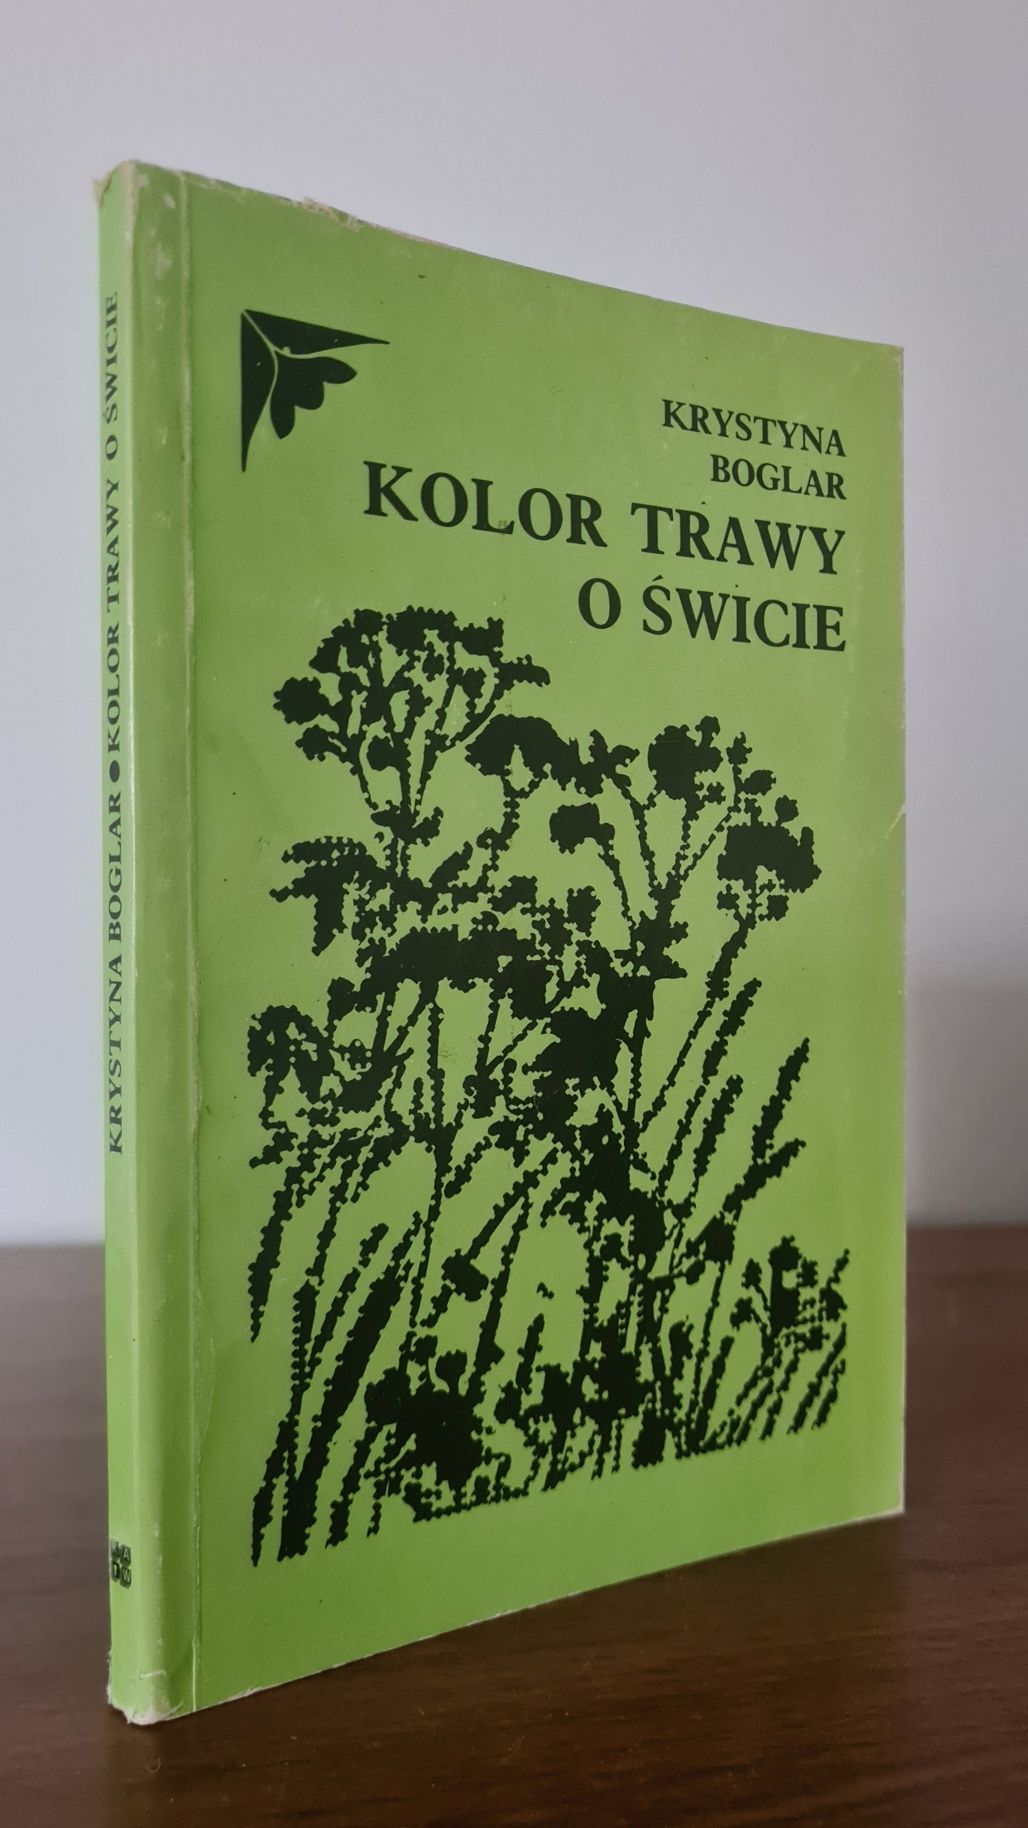 KRYSTYNA
BOGLAR
KOLOR TRAWY
O ŚWICIE
KRYSTYNA BOGLAR ● KOLOR TRAWY O ŚWICIE